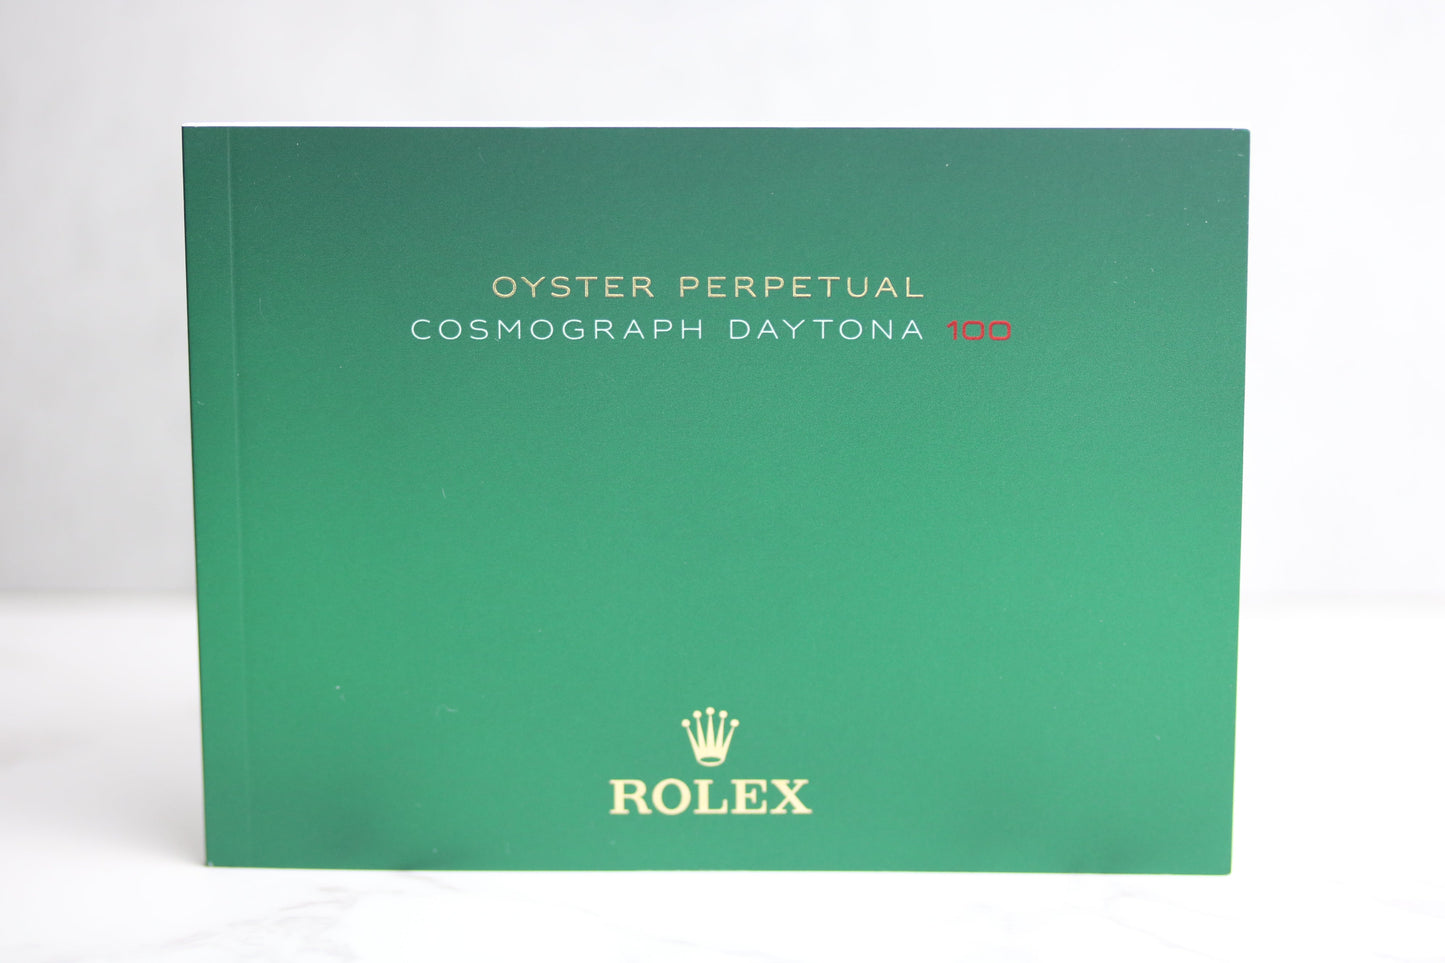 OYSTER PERPETUAL
COSMOGRAPH DAYTONA 100
ROLEX